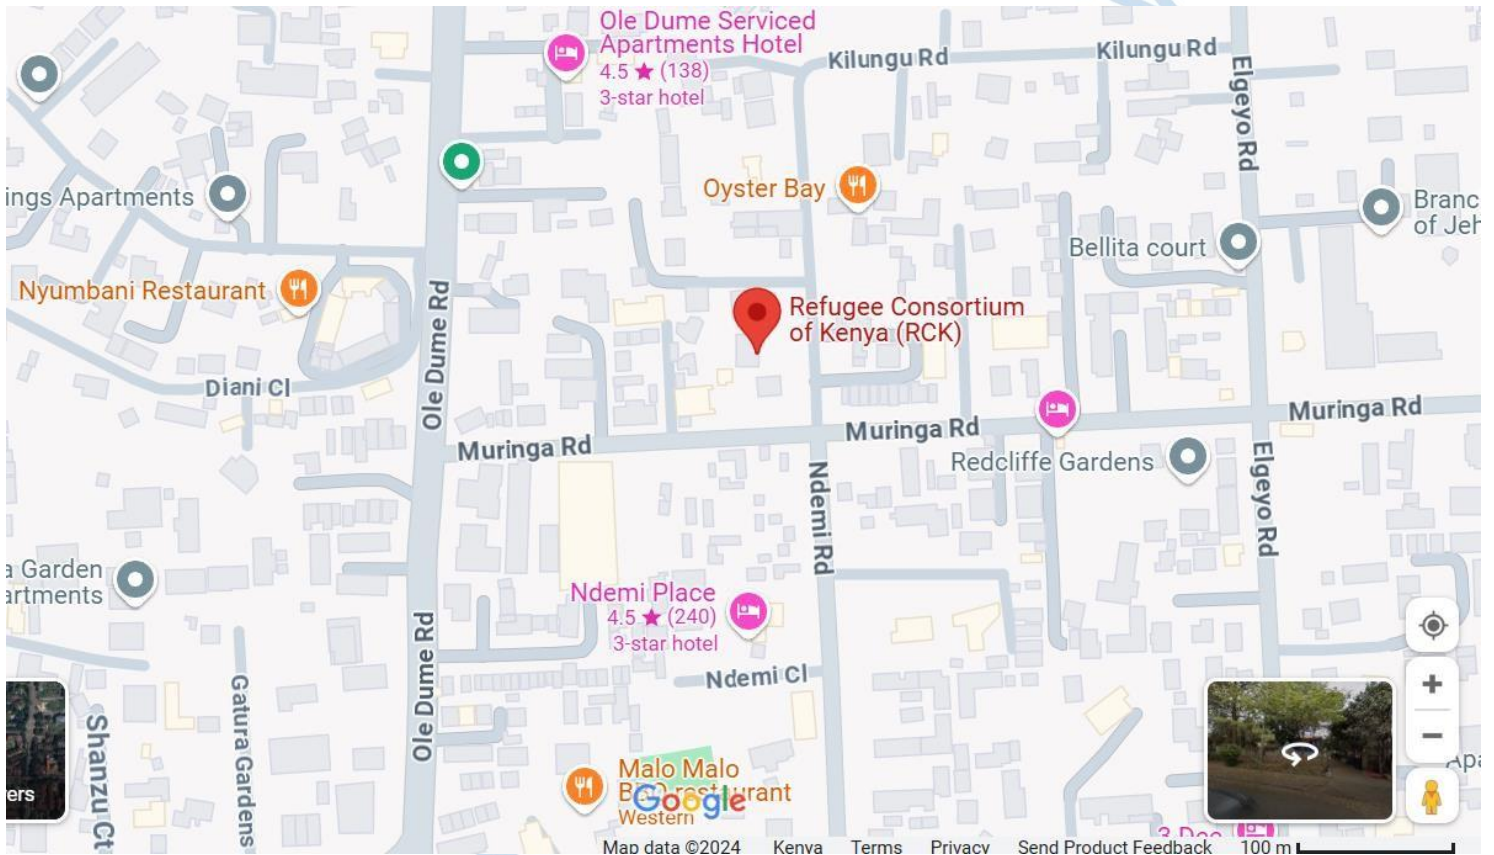 Ole Dume Serviced
Apartments Hotel
4.5 ★ (138)
3-star hotel
Kilungu Rd
Kilungu Rd
Elgeyo Rd
ings Apartments
Oyster Bay
Branc
of Jeh
Bellita court
Nyumbani Restaurant
Ole Dume Rd
Refugee Consortium
of Kenya (RCK)
Diani Cl
Muringa Rd
Muringa Rd
Muringa Rd
Redcliffe Gardens
Ndemi Rd
Elgeyo Rd
a Garden
artments
Ndemi Place
4.5 ★ (240)
3-star hotel
Ole Dume Rd
Ndemi Cl
Gatura Gardens
Shanzu Ct
ers
Malo Malo
Western
Google
Apa
Map data ©2024 Kenya Terms Privacy Send Product Feedback 100 m